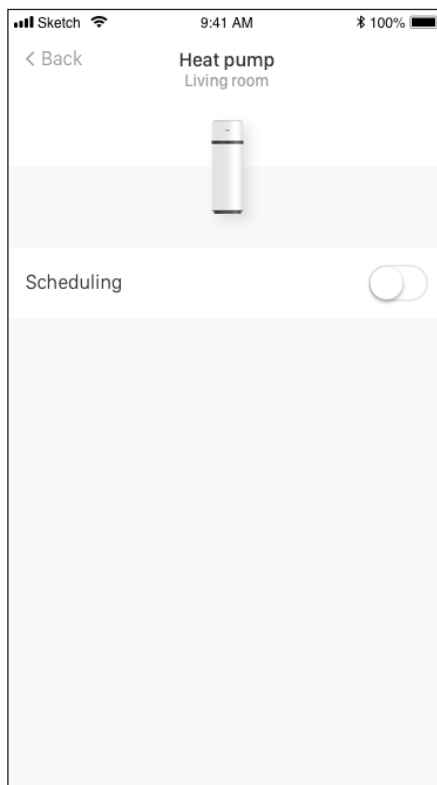 Sketch 9:41 AM 100%
< Back
Heat pump
Living room
Scheduling